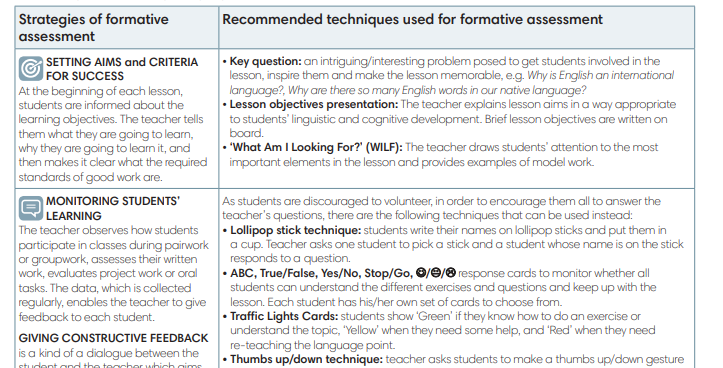 Strategies of formative
assessment
Recommended techniques used for formative assessment
SETTING AIMS and CRITERIA
FOR SUCCESS
At the beginning of each lesson,
students are informed about the
learning objectives. The teacher tells
them what they are going to learn,
why they are going to learn it, and
then makes it clear what the required
standards of good work are.
• Key question: an intriguing/interesting problem posed to get students involved in the
lesson, inspire them and make the lesson memorable, e.g. Why is English an international
language?, Why are there so many English words in our native language?
• Lesson objectives presentation: The teacher explains lesson aims in a way appropriate
to students' linguistic and cognitive development. Brief lesson objectives are written on
board.
• ‘What Am I Looking For?’ (WILF): The teacher draws students' attention to the most
important elements in the lesson and provides examples of model work.
MONITORING STUDENTS'
LEARNING
The teacher observes how students
participate in classes during pairwork
or groupwork, assesses their written
work, evaluates project work or oral
tasks. The data, which is collected
regularly, enables the teacher to give
feedback to each student.
GIVING CONSTRUCTIVE FEEDBACK
is a kind of a dialogue between the
student and the teacher which aims
As students are discouraged to volunteer, in order to encourage them all to answer the
teacher's questions, there are the following techniques that can be used instead:
• Lollipop stick technique: students write their names on lollipop sticks and put them in
a cup. Teacher asks one student to pick a stick and a student whose name is on the stick
responds to a question.
• ABC, True/False, Yes/No, Stop/Go, 😊/😐/☹ response cards to monitor whether all
students can understand the different exercises and questions and keep up with the
lesson. Each student has his/her own set of cards to choose from.
• Traffic Lights Cards: students show ‘Green’ if they know how to do an exercise or
understand the topic, ‘Yellow’ when they need some help, and ‘Red’ when they need
re-teaching the language point.
• Thumbs up/down technique: teacher asks students to make a thumbs up/down gesture